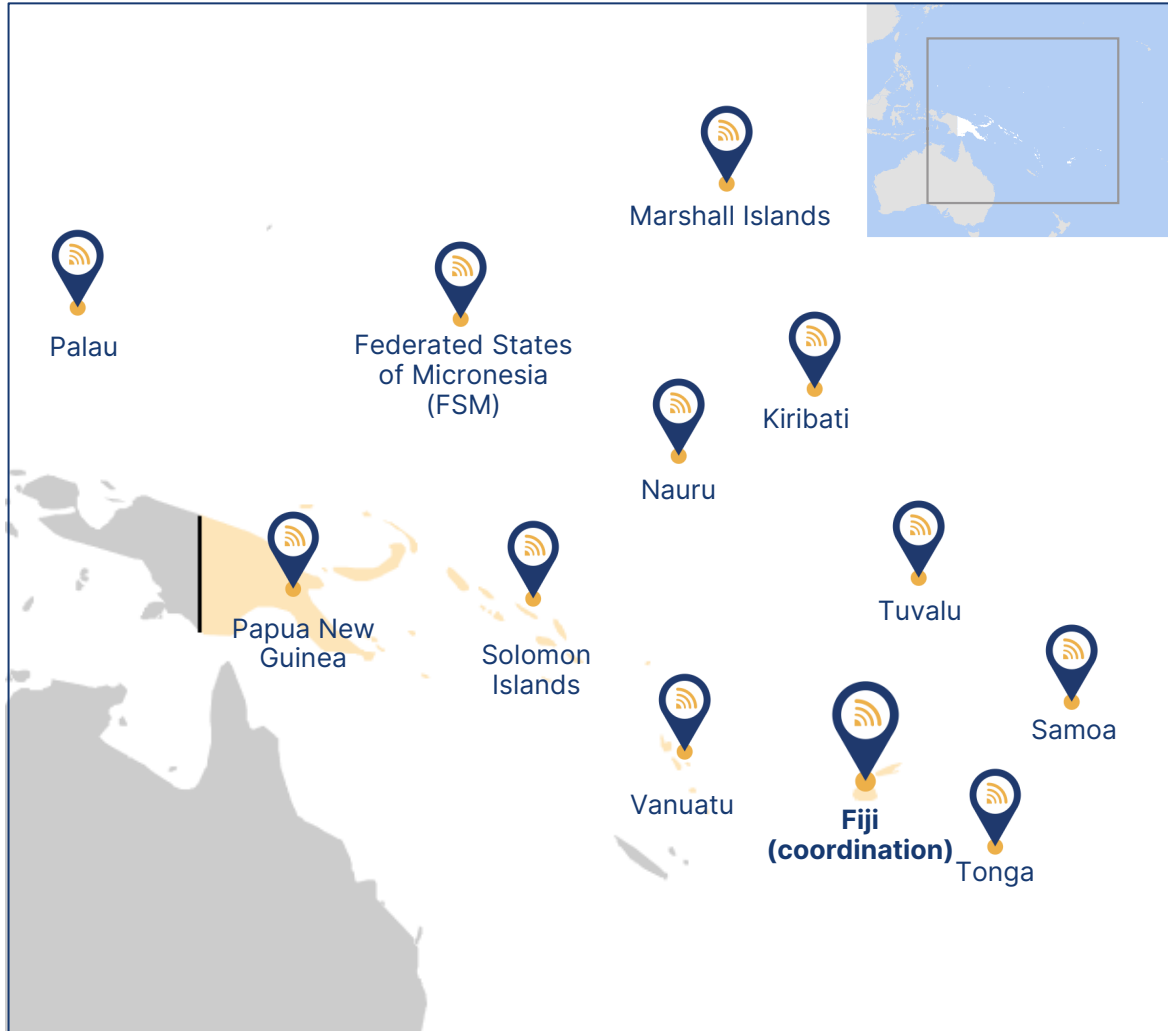 Marshall Islands
Palau
Federated States
of Micronesia
(FSM)
Kiribati
Nauru
Tuvalu
Papua New
Guinea
Solomon
Islands
Samoa
Vanuatu
Fiji
(coordination)
Tonga